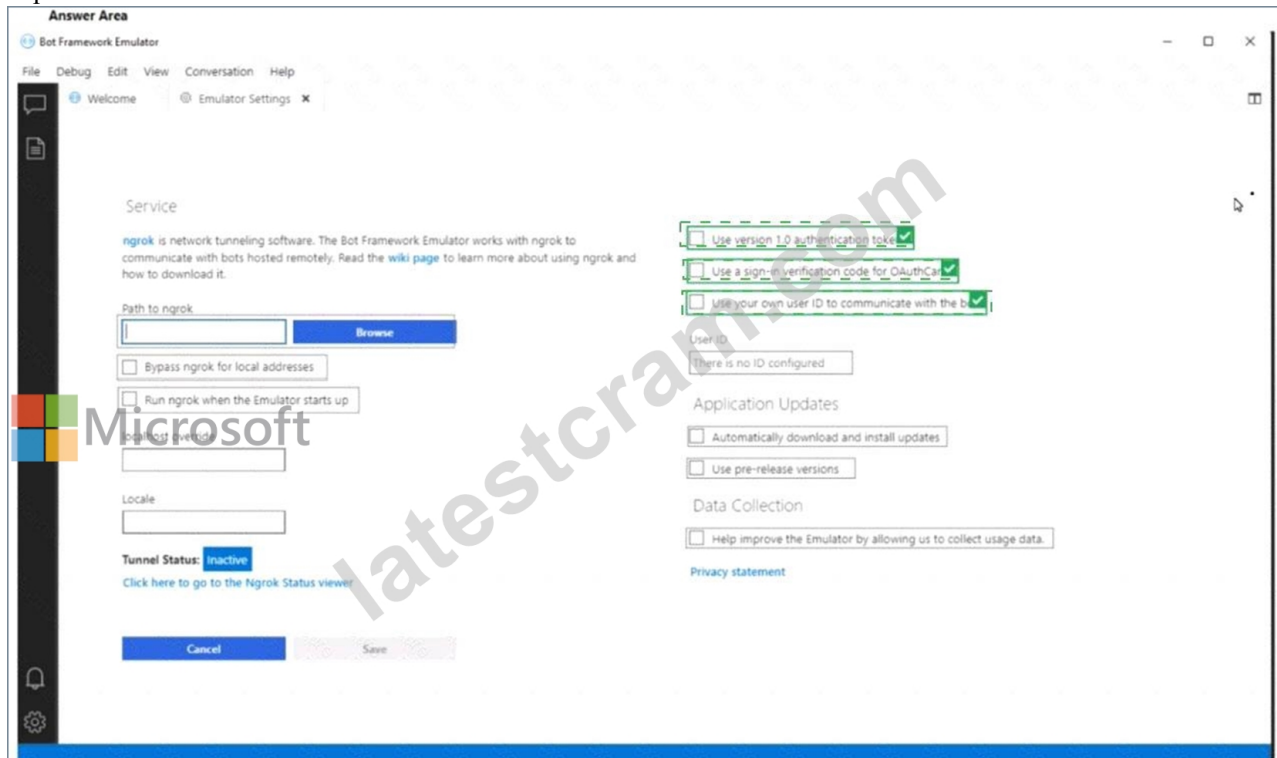 Answer Area
Bot Framework Emulator
File Debug Edit View Conversation Help
Welcome Emulator Settings
Service
ngrok is network tunneling software. The Bot Framework Emulator works with ngrok to
communicate with bots hosted remotely. Read the wiki page to learn more about using ngrok and
how to download it.
Path to ngrok
Browse
Bypass ngrok for local addresses
Run ngrok when the Emulator starts up
localhost override
Locale
Tunnel Status: Inactive
Click here to go to the Ngrok Status viewer
Cancel Save
Use version 1.0 authentication toke
Use a sign-in verification code for OAuthCar
Use your own user ID to communicate with the b
User ID
There is no ID configured
Application Updates
Automatically download and install updates
Use pre-release versions
Data Collection
Help improve the Emulator by allowing us to collect usage data.
Privacy statement
Microsoft
latestcram.com